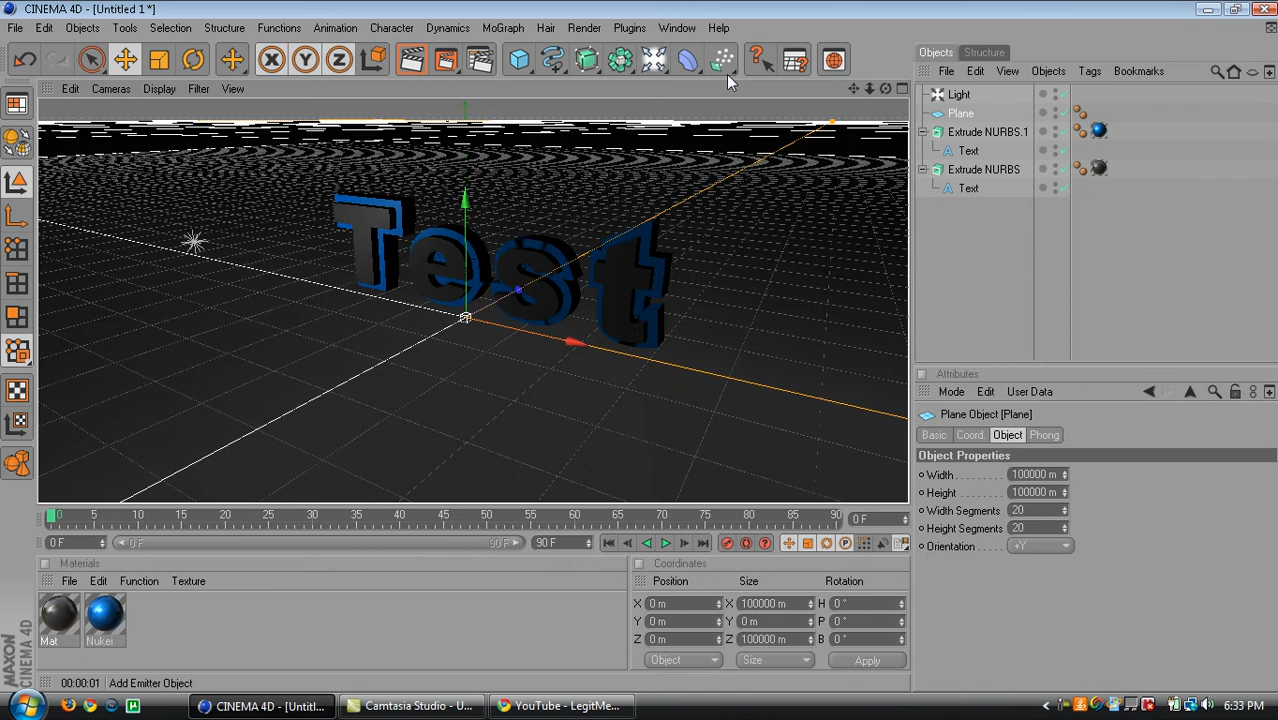 CINEMA 4D - [Untitled 1 *]
File Edit Objects Tools Selection Structure Functions Animation Character Dynamics MoGraph Hair Render Plugins Window Help
X Y Z
Edit Cameras Display Filter View
Test
0 5 10 15 20 25 30 35 40 45 50 55 60 65 70 75 80 85 90
0 F
0 F 0 F 90 F 90 F
Materials
File Edit Function Texture
Mat
Nukei
Coordinates
Position Size Rotation
X 0 m X 100000 m H 0 °
Y 0 m Y 0 m P 0 °
Z 0 m Z 100000 m B 0 °
Object Size Apply
00:00:01 Add Emitter Object
MAXON
CINEMA 4D
Objects Structure
File Edit View Objects Tags Bookmarks
Light
Plane
Extrude NURBS.1
Text
Extrude NURBS
Text
Attributes
Mode Edit User Data
Plane Object [Plane]
Basic Coord. Object Phong
Object Properties
Width 100000 m
Height 100000 m
Width Segments 20
Height Segments 20
Orientation +Y
CINEMA 4D - [Untitl...
Camtasia Studio - U...
YouTube - LegitMe...
6:33 PM